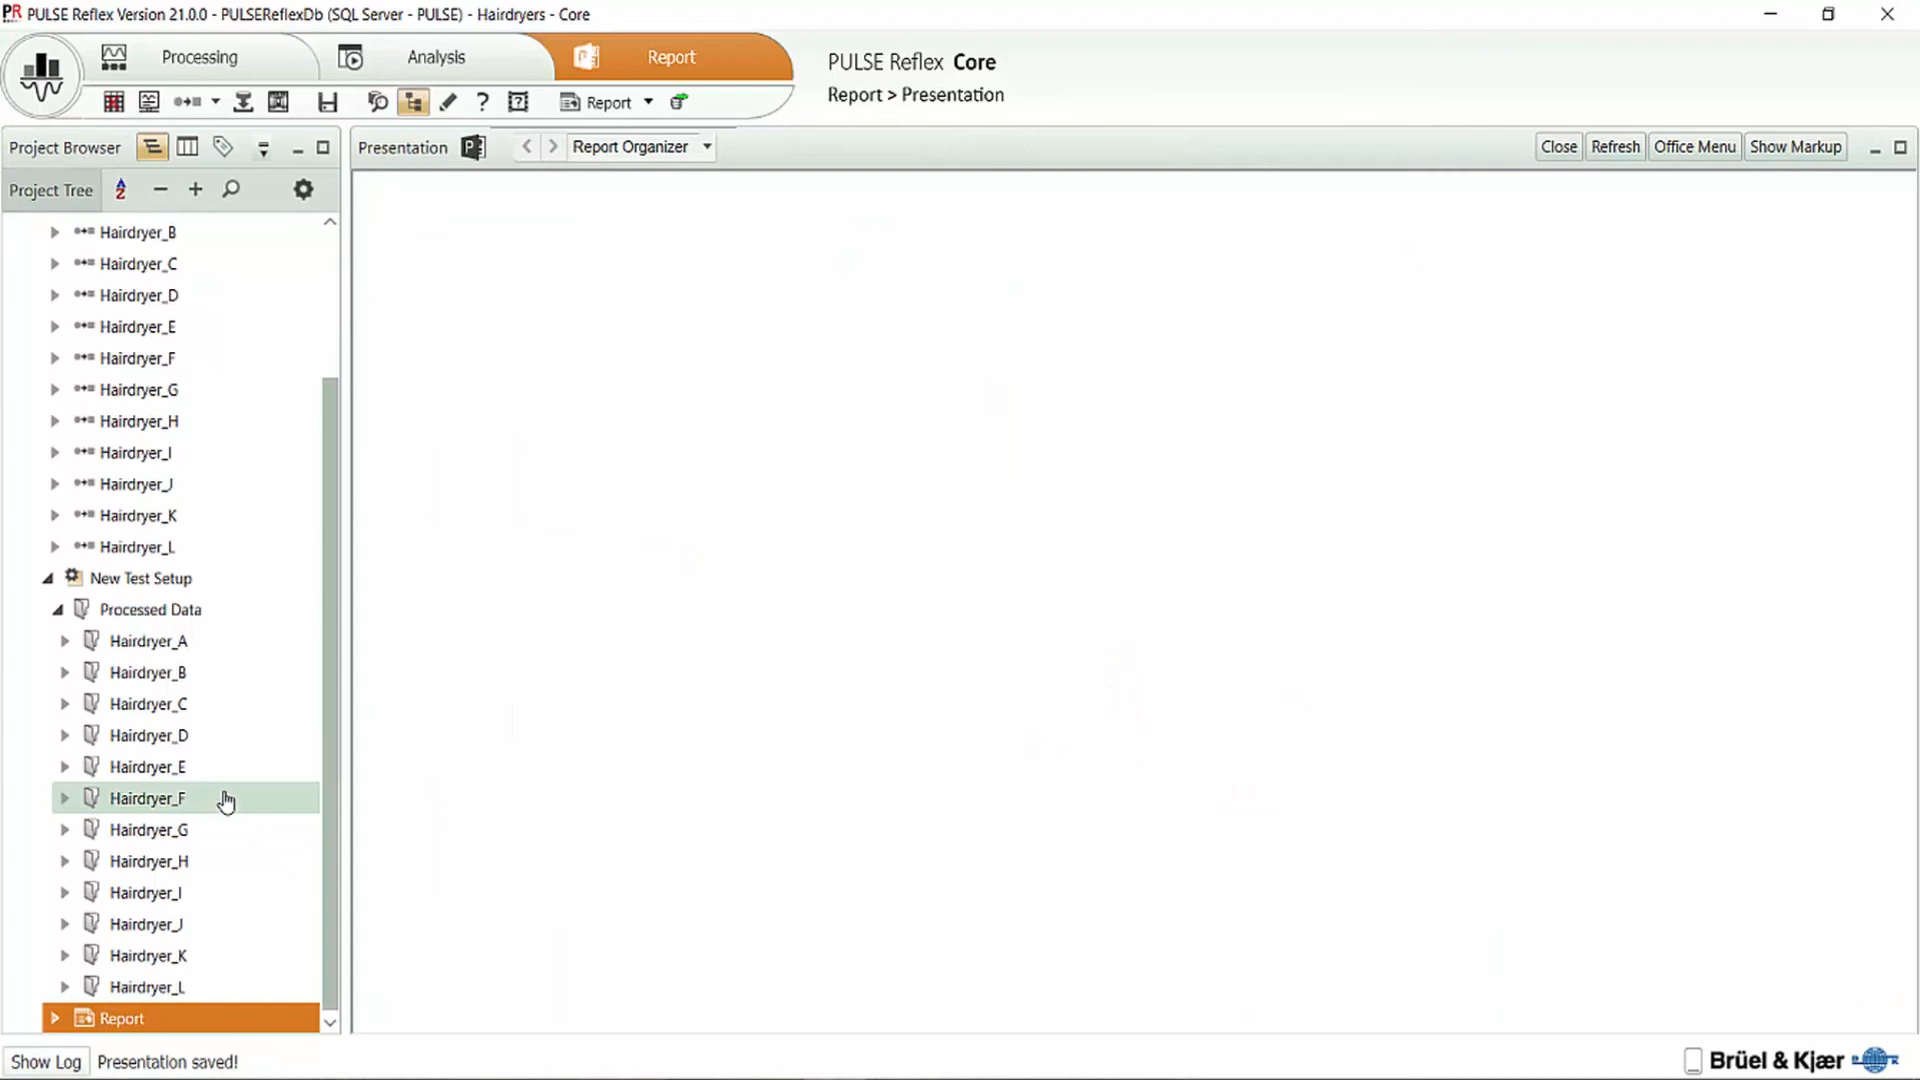 PR PULSE Reflex Version 21.0.0 - PULSEReflexDb (SQL Server - PULSE) - Hairdryers - Core
Processing
Analysis
Report
PULSE Reflex Core
Report > Presentation
Report
Project Browser
Presentation
Report Organizer
Close
Refresh
Office Menu
Show Markup
Project Tree
Hairdryer_B
Hairdryer_C
Hairdryer_D
Hairdryer_E
Hairdryer_F
Hairdryer_G
Hairdryer_H
Hairdryer_I
Hairdryer_J
Hairdryer_K
Hairdryer_L
New Test Setup
Processed Data
Hairdryer_A
Hairdryer_B
Hairdryer_C
Hairdryer_D
Hairdryer_E
Hairdryer_F
Hairdryer_G
Hairdryer_H
Hairdryer_I
Hairdryer_J
Hairdryer_K
Hairdryer_L
Report
Show Log
Presentation saved!
Brüel & Kjær